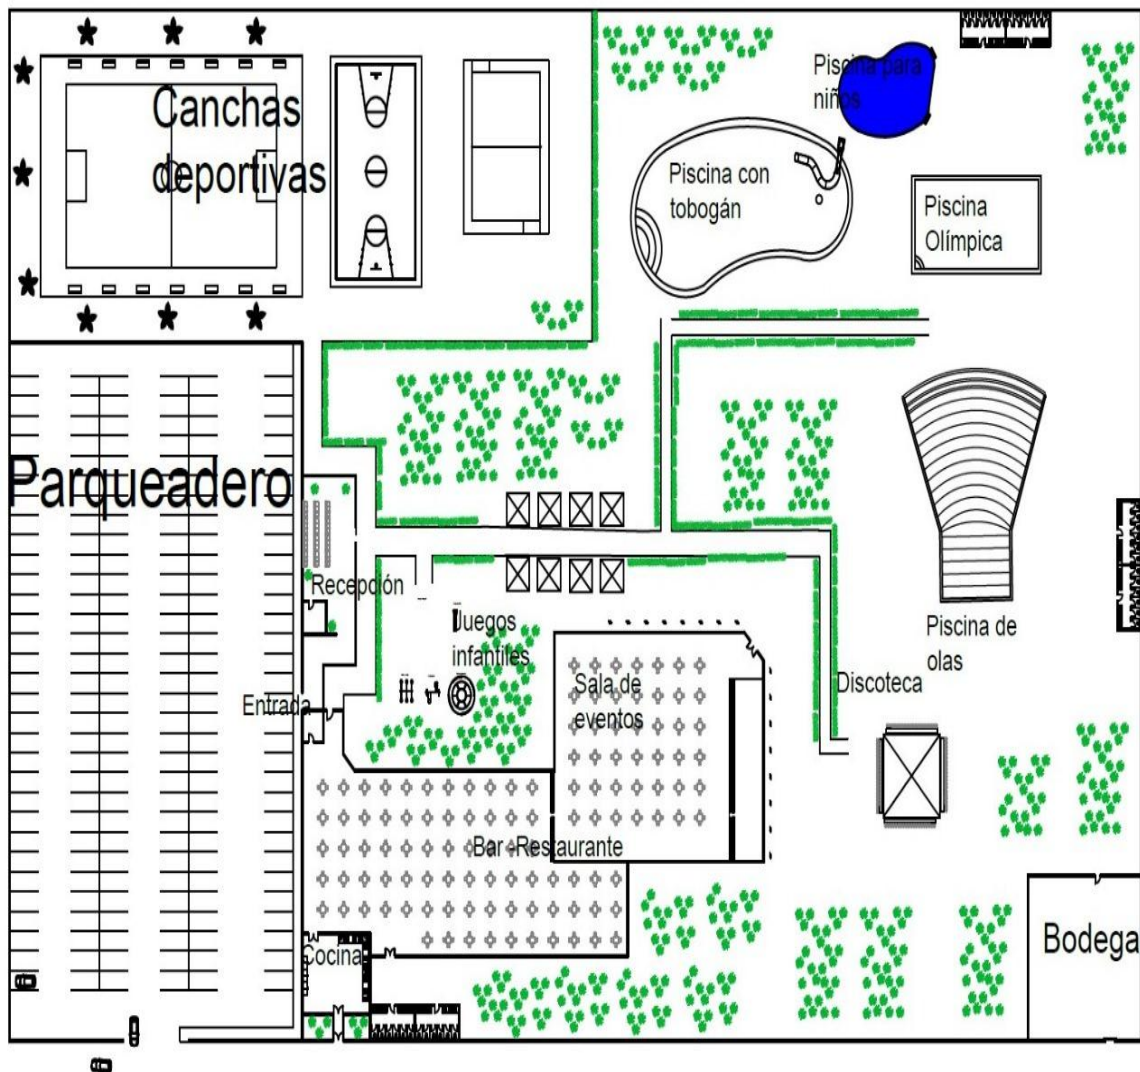 Canchas
deportivas
Piscina para
niños
Piscina con
tobogán
Piscina
Olímpica
Parqueadero
Recepción
Juegos
infantiles
Entrada
Sala de
eventos
Piscina de
olas
Discoteca
Bar -Restaurante
Cocina
Bodega